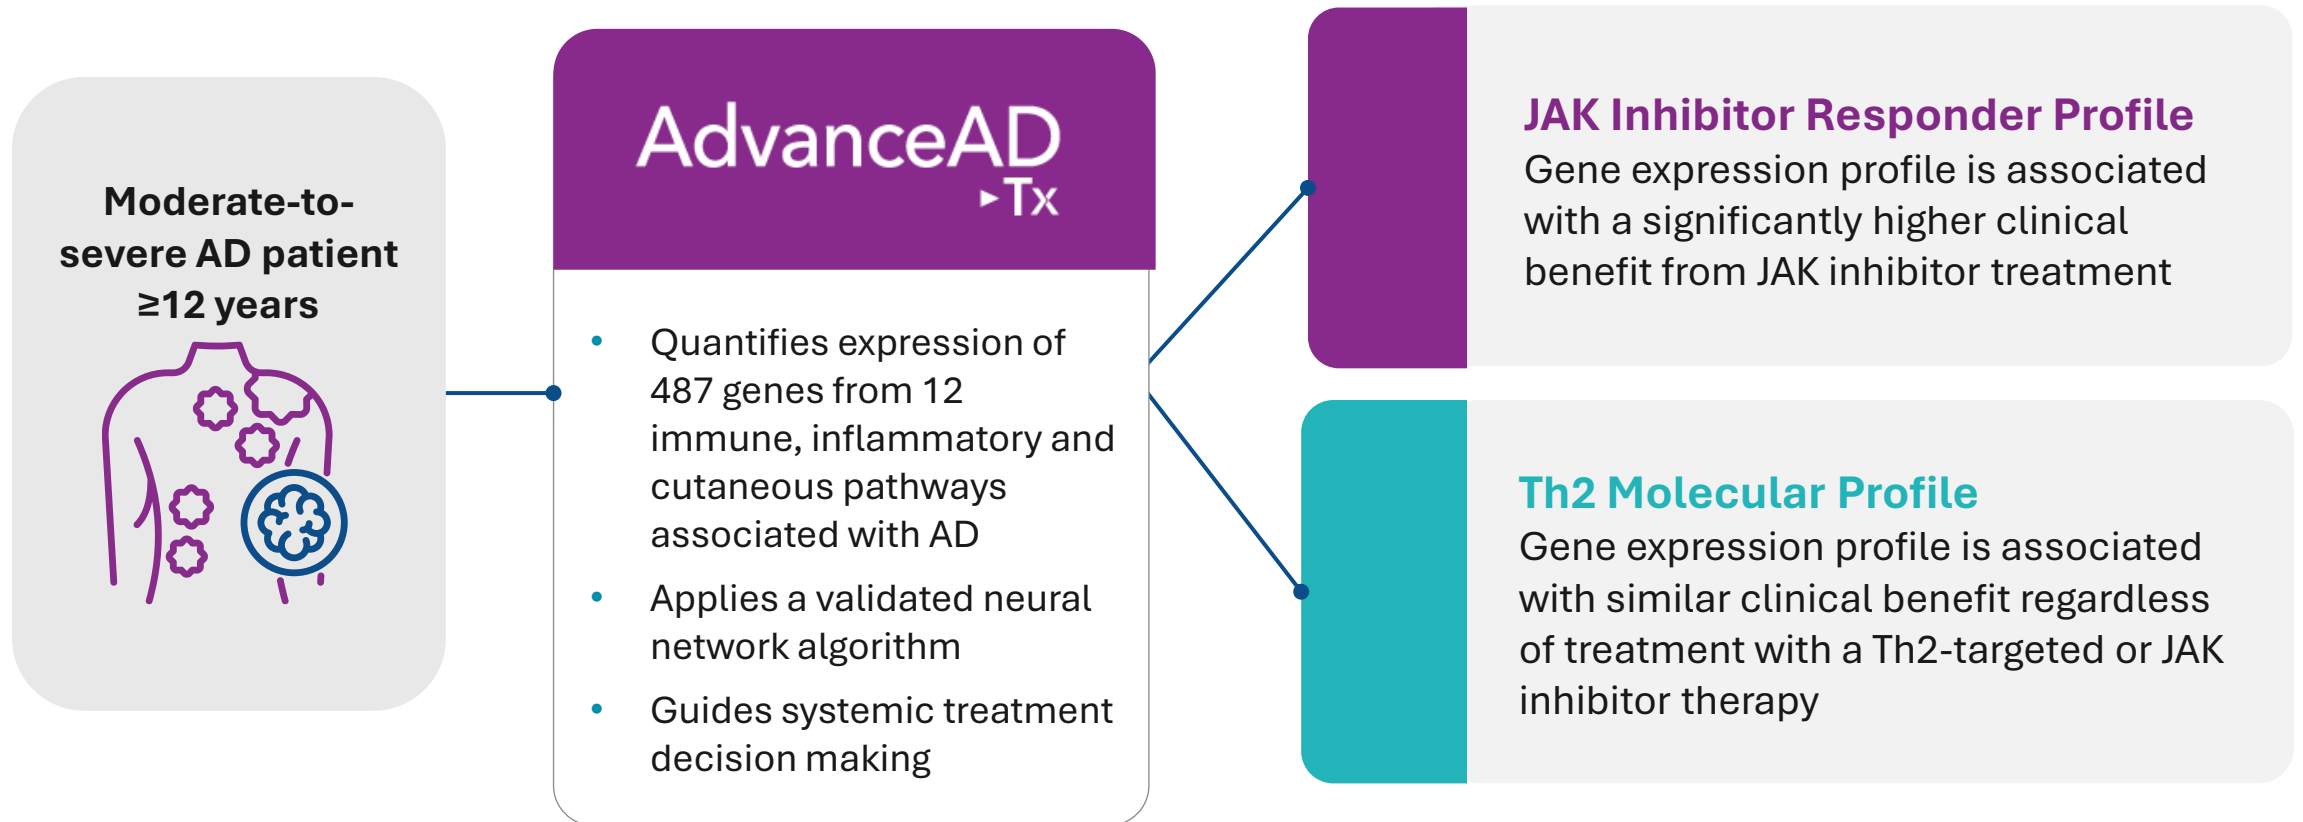 Moderate-to-
severe AD patient
≥12 years
AdvanceAD
▸Tx
• Quantifies expression of
487 genes from 12
immune, inflammatory and
cutaneous pathways
associated with AD
• Applies a validated neural
network algorithm
• Guides systemic treatment
decision making
JAK Inhibitor Responder Profile
Gene expression profile is associated
with a significantly higher clinical
benefit from JAK inhibitor treatment
Th2 Molecular Profile
Gene expression profile is associated
with similar clinical benefit regardless
of treatment with a Th2-targeted or JAK
inhibitor therapy